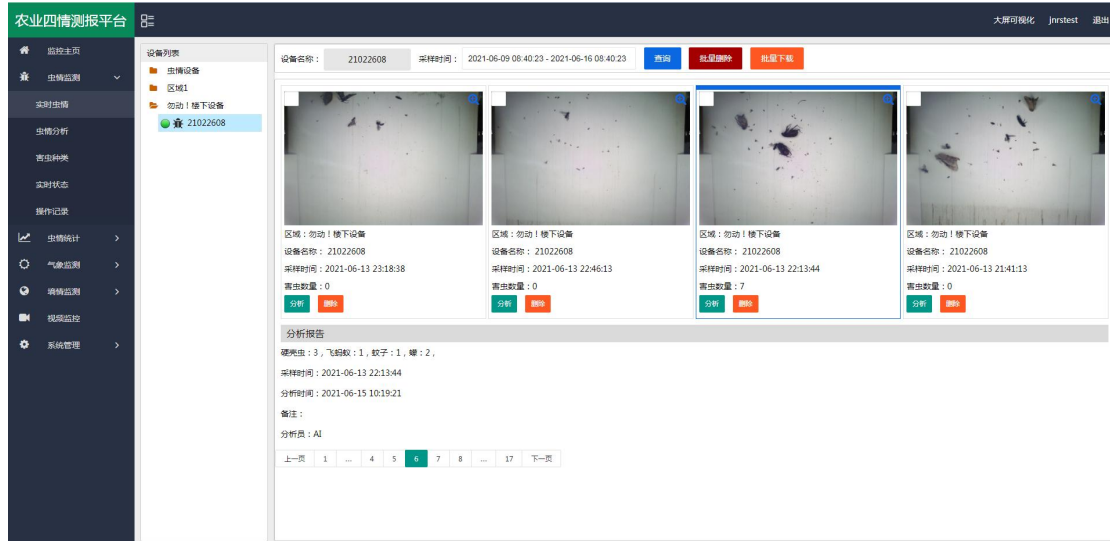 农业四情测报平台
大屏可视化 jnrstest 退出
监控主页
虫情监测
实时虫情
虫情分析
害虫种类
实时状态
操作记录
虫情统计
气象监测
墒情监测
视频监控
系统管理
设备列表
虫情设备
区域1
勿动！楼下设备
21022608
设备名称： 21022608 采样时间： 2021-06-09 08:40:23 - 2021-06-16 08:40:23 查询 批量删除 批量下载
区域：勿动！楼下设备
设备名称： 21022608
采样时间：2021-06-13 23:18:38
害虫数量：0
分析 删除
区域：勿动！楼下设备
设备名称： 21022608
采样时间：2021-06-13 22:46:13
害虫数量：0
分析 删除
区域：勿动！楼下设备
设备名称： 21022608
采样时间：2021-06-13 22:13:44
害虫数量：7
分析 删除
区域：勿动！楼下设备
设备名称： 21022608
采样时间：2021-06-13 21:41:13
害虫数量：0
分析 删除
分析报告
硬壳虫：3，飞蚂蚁：1，蚊子：1，蠓：2，
采样时间：2021-06-13 22:13:44
分析时间：2021-06-15 10:19:21
备注：
分析员：AI
上一页 1 ... 4 5 6 7 8 ... 17 下一页